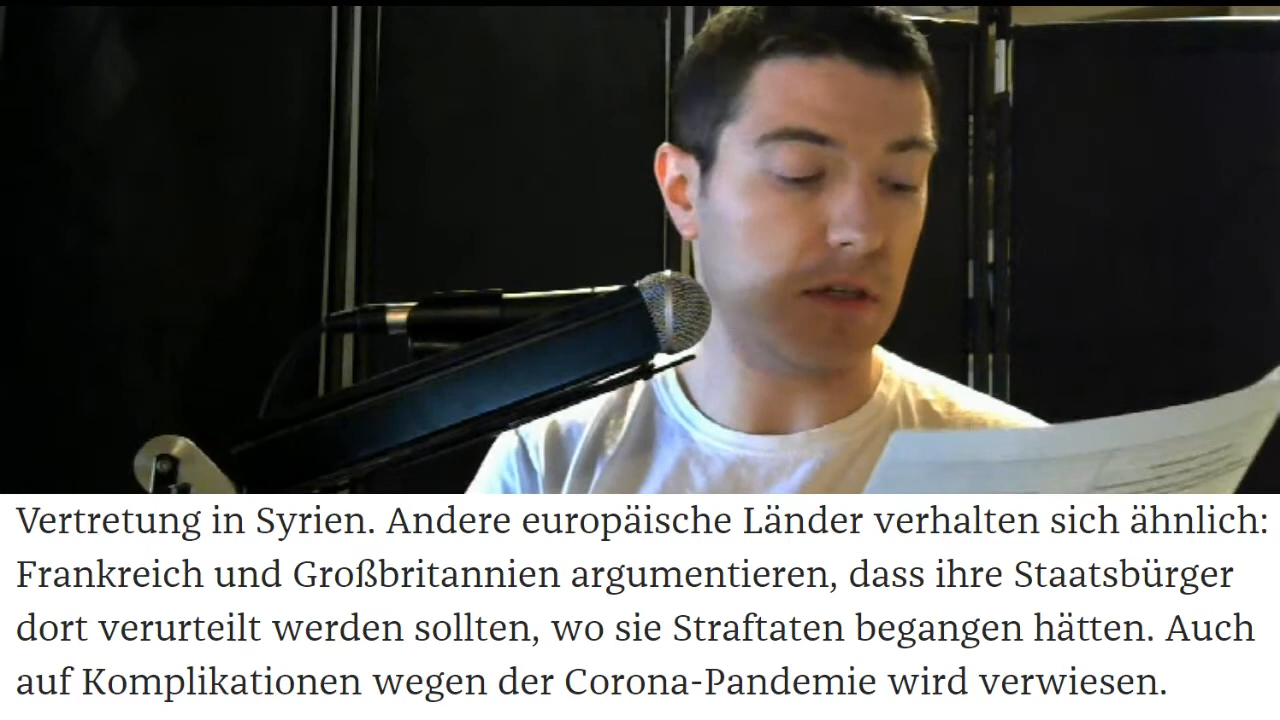 Vertretung in Syrien. Andere europäische Länder verhalten sich ähnlich:
Frankreich und Großbritannien argumentieren, dass ihre Staatsbürger
dort verurteilt werden sollten, wo sie Straftaten begangen hätten. Auch
auf Komplikationen wegen der Corona-Pandemie wird verwiesen.